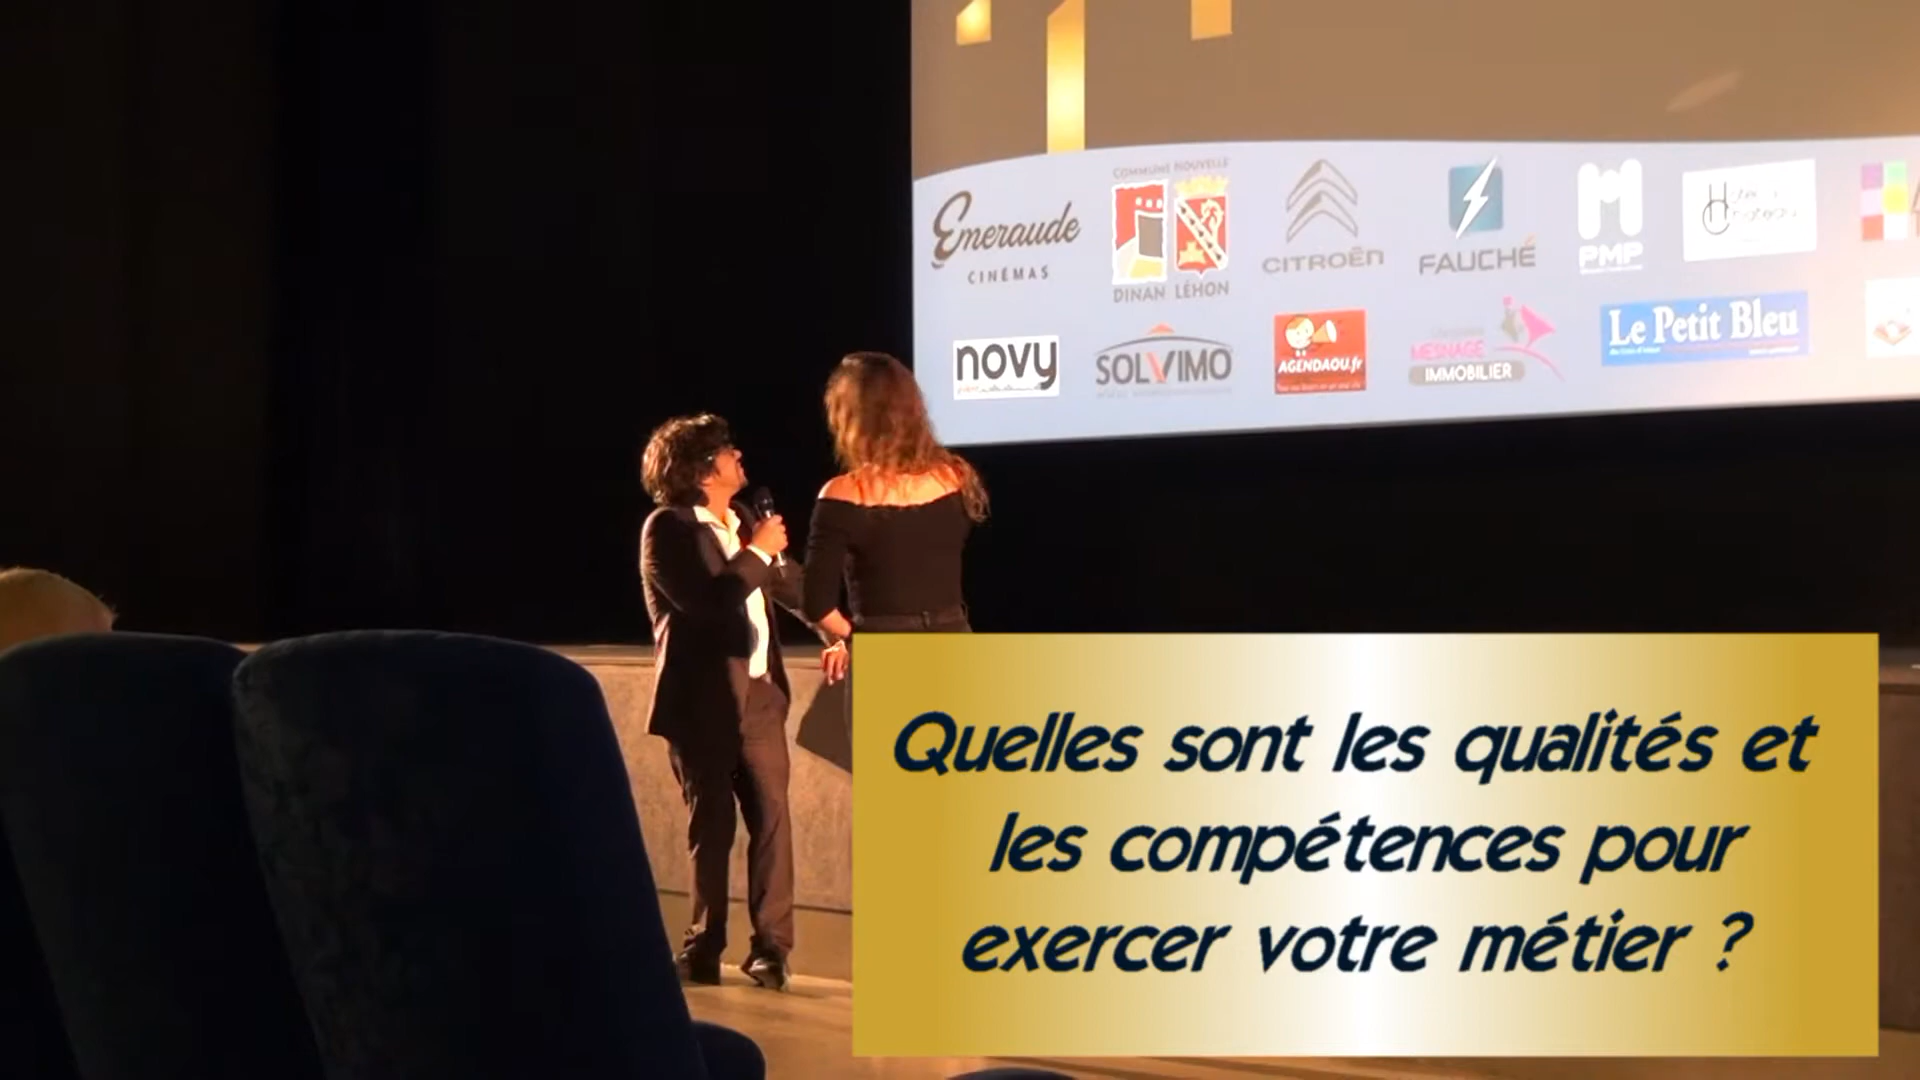 COMMUNE NOUVELLE
Emeraude
CINÉMAS
DINAN LÉHON
CITROËN
FAUCHÉ
PMP
novy
SOLVIMO
AGENDAOU.fr
MESNAGE
IMMOBILIER
Le Petit Bleu
Quelles sont les qualités et
les compétences pour
exercer votre métier ?